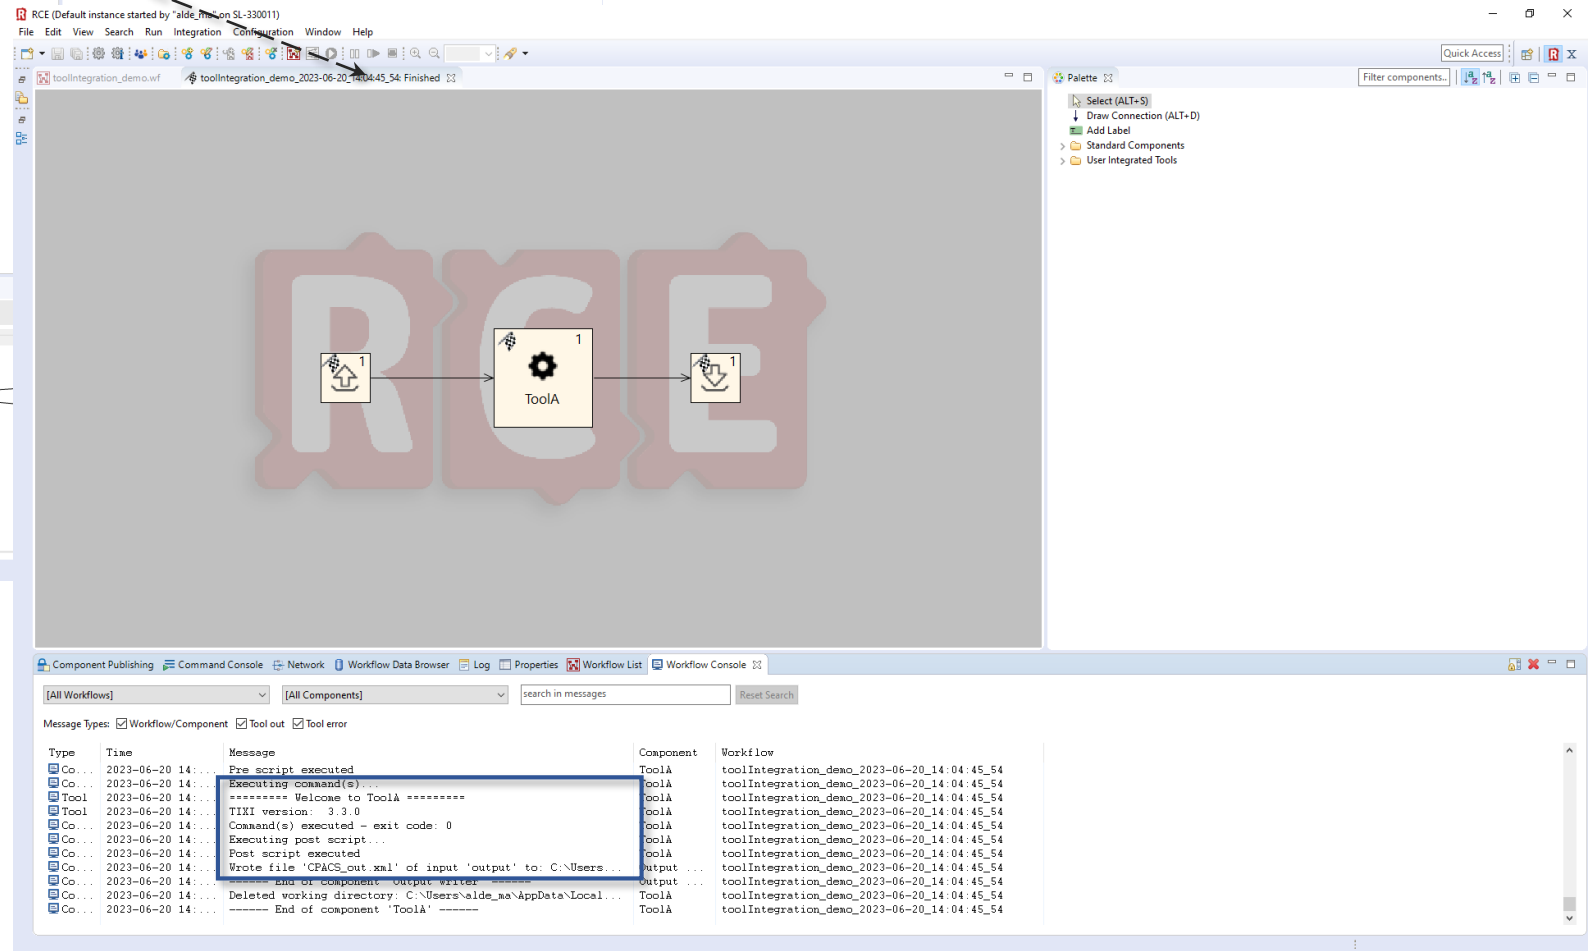 RCE (Default instance started by "alde_ma" on SL-330011)
File Edit View Search Run Integration Configuration Window Help
Quick Access
X
toolIntegration_demo.wf
toolIntegration_demo_2023-06-20_14:04:45_54: Finished
Palette
Filter components..
Select (ALT+S)
Draw Connection (ALT+D)
Add Label
Standard Components
User Integrated Tools
RCE
1
1
ToolA
1
Component Publishing Command Console Network Workflow Data Browser Log Properties Workflow List Workflow Console
[All Workflows] [All Components] search in messages Reset Search
Message Types: Workflow/Component Tool out Tool error
Type Time Message Component Workflow
Co... 2023-06-20 14:... Pre script executed ToolA toolIntegration_demo_2023-06-20_14:04:45_54
Co... 2023-06-20 14:... Executing command(s)... ToolA toolIntegration_demo_2023-06-20_14:04:45_54
Tool 2023-06-20 14:... ========= Welcome to ToolA ========= ToolA toolIntegration_demo_2023-06-20_14:04:45_54
Tool 2023-06-20 14:... TIXI version: 3.3.0 ToolA toolIntegration_demo_2023-06-20_14:04:45_54
Co... 2023-06-20 14:... Command(s) executed - exit code: 0 ToolA toolIntegration_demo_2023-06-20_14:04:45_54
Co... 2023-06-20 14:... Executing post script... ToolA toolIntegration_demo_2023-06-20_14:04:45_54
Co... 2023-06-20 14:... Post script executed ToolA toolIntegration_demo_2023-06-20_14:04:45_54
Co... 2023-06-20 14:... Wrote file 'CPACS_out.xml' of input 'output' to: C:\Users... Output ... toolIntegration_demo_2023-06-20_14:04:45_54
Co... 2023-06-20 14:... ------ End of component 'Output Writer' ------ Output ... toolIntegration_demo_2023-06-20_14:04:45_54
Co... 2023-06-20 14:... Deleted working directory: C:\Users\alde_ma\AppData\Local... ToolA toolIntegration_demo_2023-06-20_14:04:45_54
Co... 2023-06-20 14:... ------ End of component 'ToolA' ------ ToolA toolIntegration_demo_2023-06-20_14:04:45_54